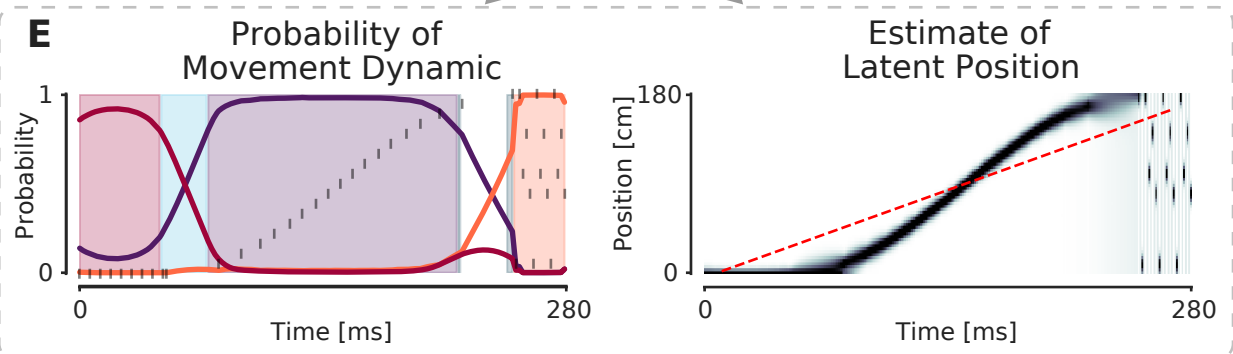 E
Probability of
Movement Dynamic
1
Probability
0
0
280
Time [ms]
Estimate of
Latent Position
180
Position [cm]
0
0
280
Time [ms]